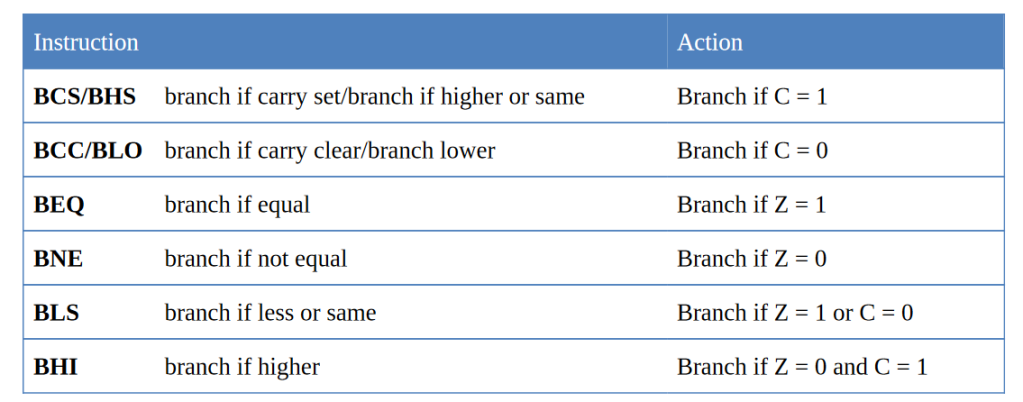 Instruction Action
BCS/BHS branch if carry set/branch if higher or same Branch if C = 1
BCC/BLO branch if carry clear/branch lower Branch if C = 0
BEQ branch if equal Branch if Z = 1
BNE branch if not equal Branch if Z = 0
BLS branch if less or same Branch if Z = 1 or C = 0
BHI branch if higher Branch if Z = 0 and C = 1